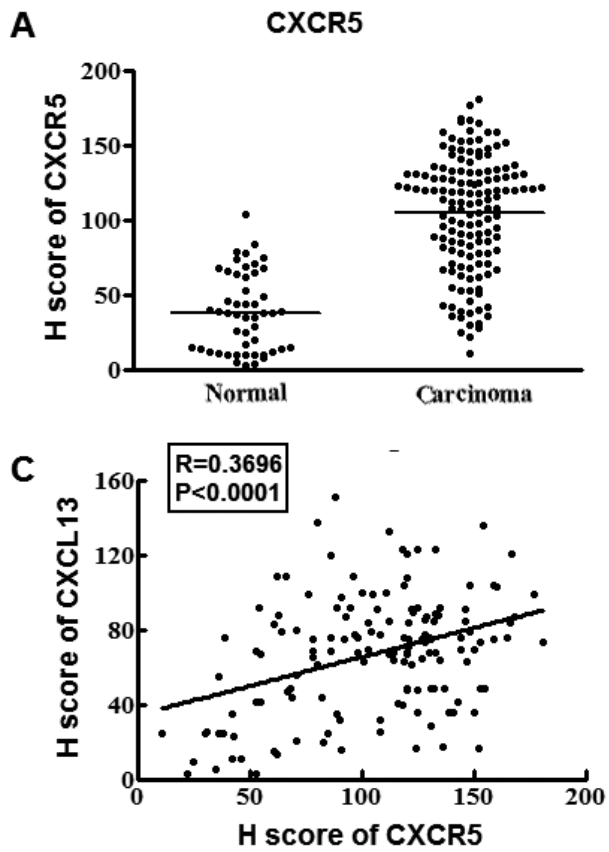 A
CXCR5
H score of CXCR5
200
150
100
50
0
Normal
Carcinoma
C
R=0.3696
P<0.0001
H score of CXCL13
160
120
80
40
0
0
50
100
150
200
H score of CXCR5